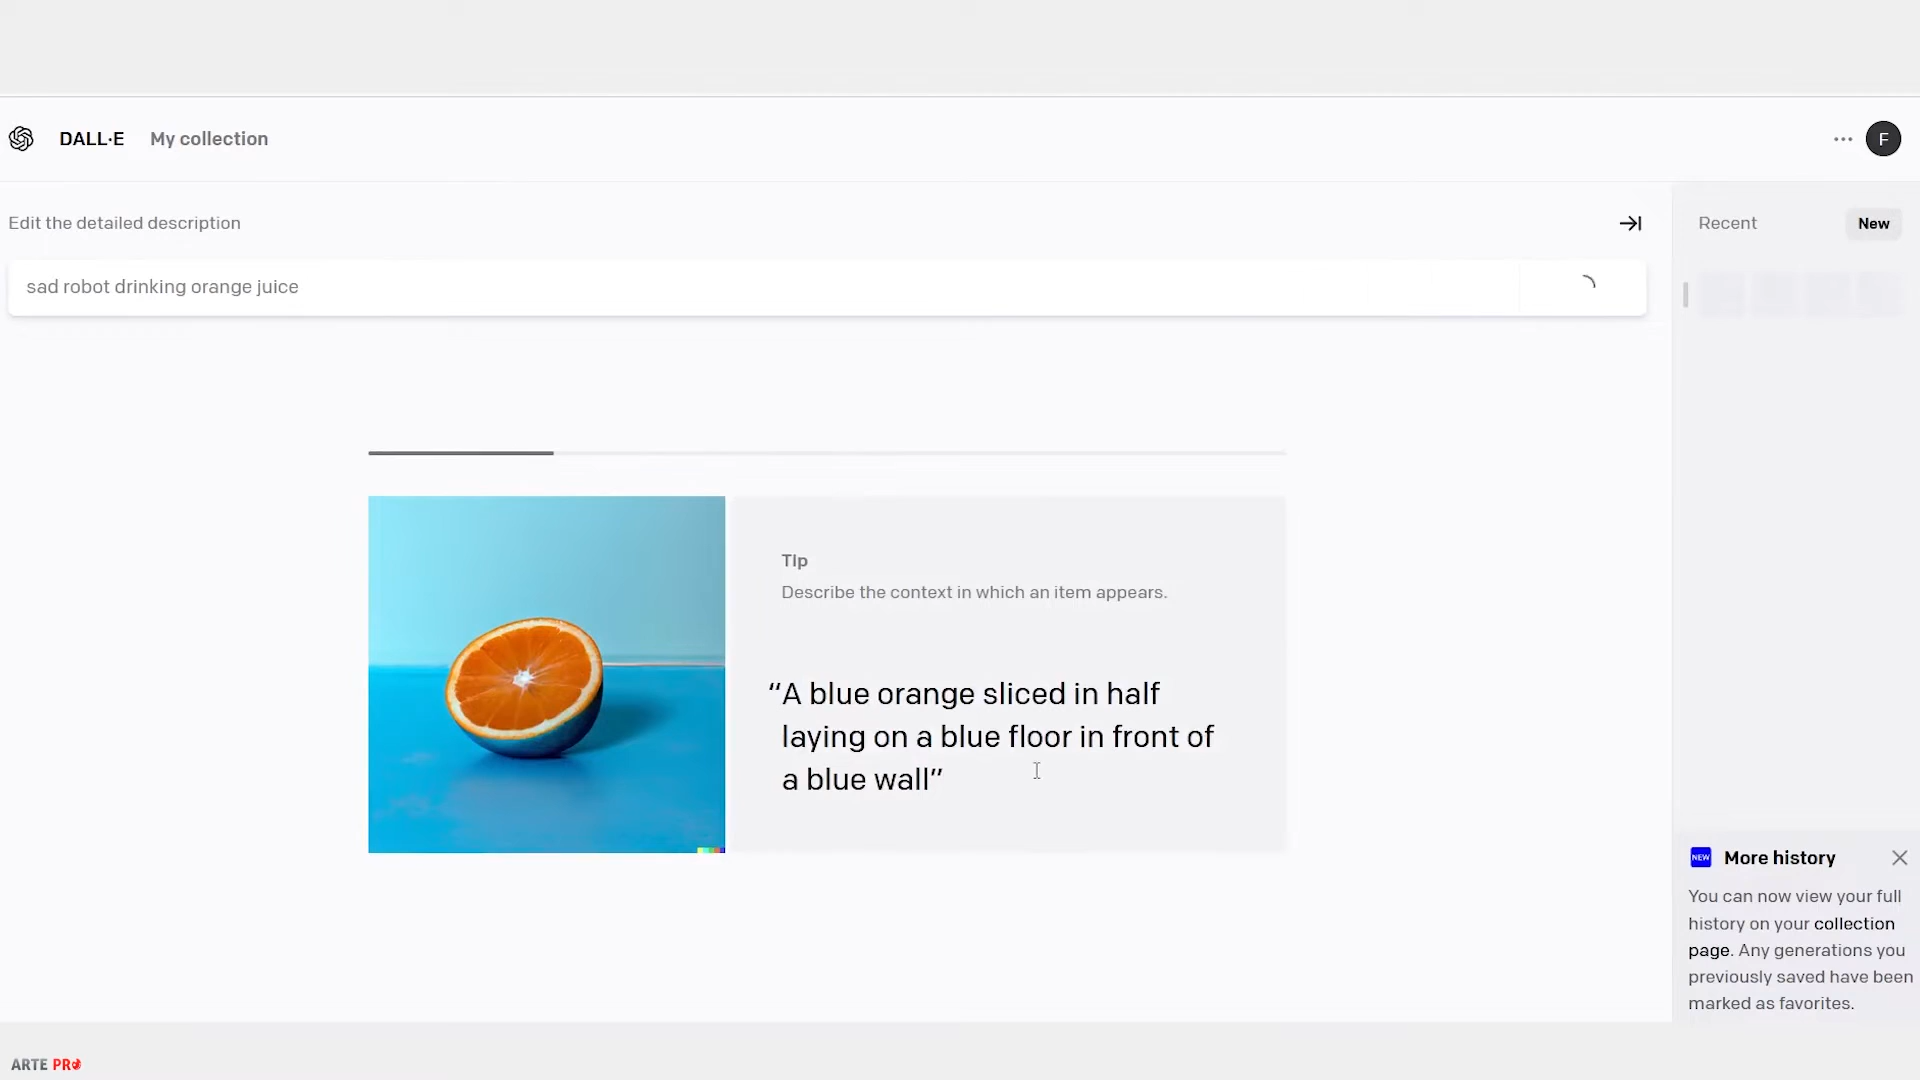 DALL·E My collection
··· F
Edit the detailed description
Recent New
sad robot drinking orange juice
Tip
Describe the context in which an item appears.
“A blue orange sliced in half
laying on a blue floor in front of
a blue wall”
NEW More history
You can now view your full
history on your collection
page. Any generations you
previously saved have been
marked as favorites.
ARTE PRO